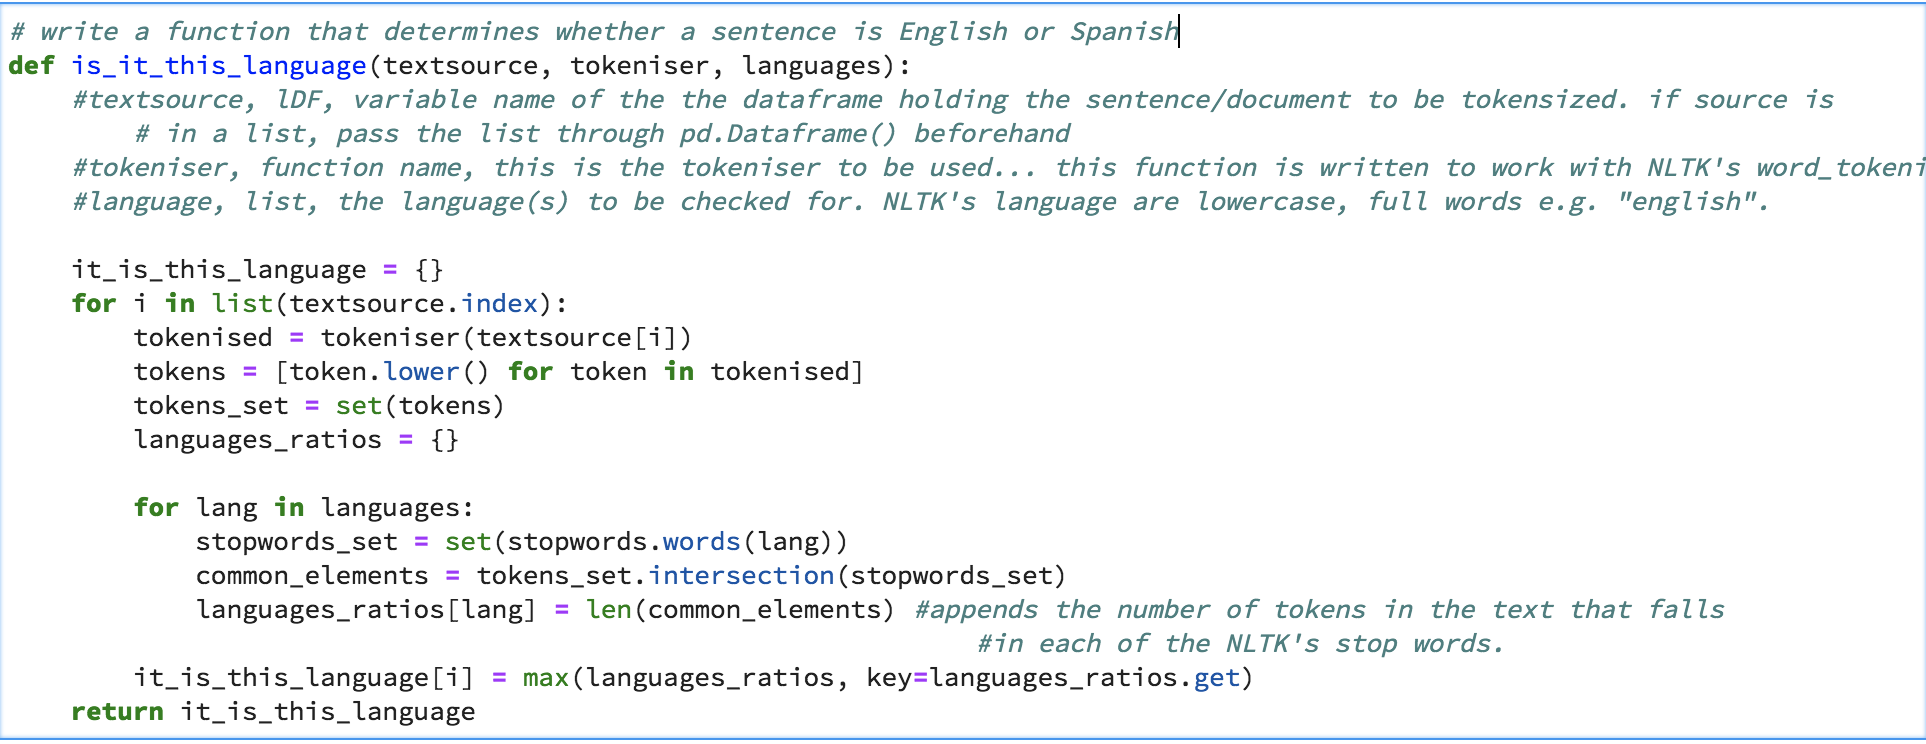 # write a function that determines whether a sentence is English or Spanish
def is_it_this_language(textsource, tokeniser, languages):
    #textsource, lDF, variable name of the the dataframe holding the sentence/document to be tokensized. if source is
        # in a list, pass the list through pd.Dataframe() beforehand
    #tokeniser, function name, this is the tokeniser to be used... this function is written to work with NLTK's word_tokeni
    #language, list, the language(s) to be checked for. NLTK's language are lowercase, full words e.g. "english".

    it_is_this_language = {}
    for i in list(textsource.index):
        tokenised = tokeniser(textsource[i])
        tokens = [token.lower() for token in tokenised]
        tokens_set = set(tokens)
        languages_ratios = {}

        for lang in languages:
            stopwords_set = set(stopwords.words(lang))
            common_elements = tokens_set.intersection(stopwords_set)
            languages_ratios[lang] = len(common_elements) #appends the number of tokens in the text that falls
                                                              #in each of the NLTK's stop words.
        it_is_this_language[i] = max(languages_ratios, key=languages_ratios.get)
    return it_is_this_language